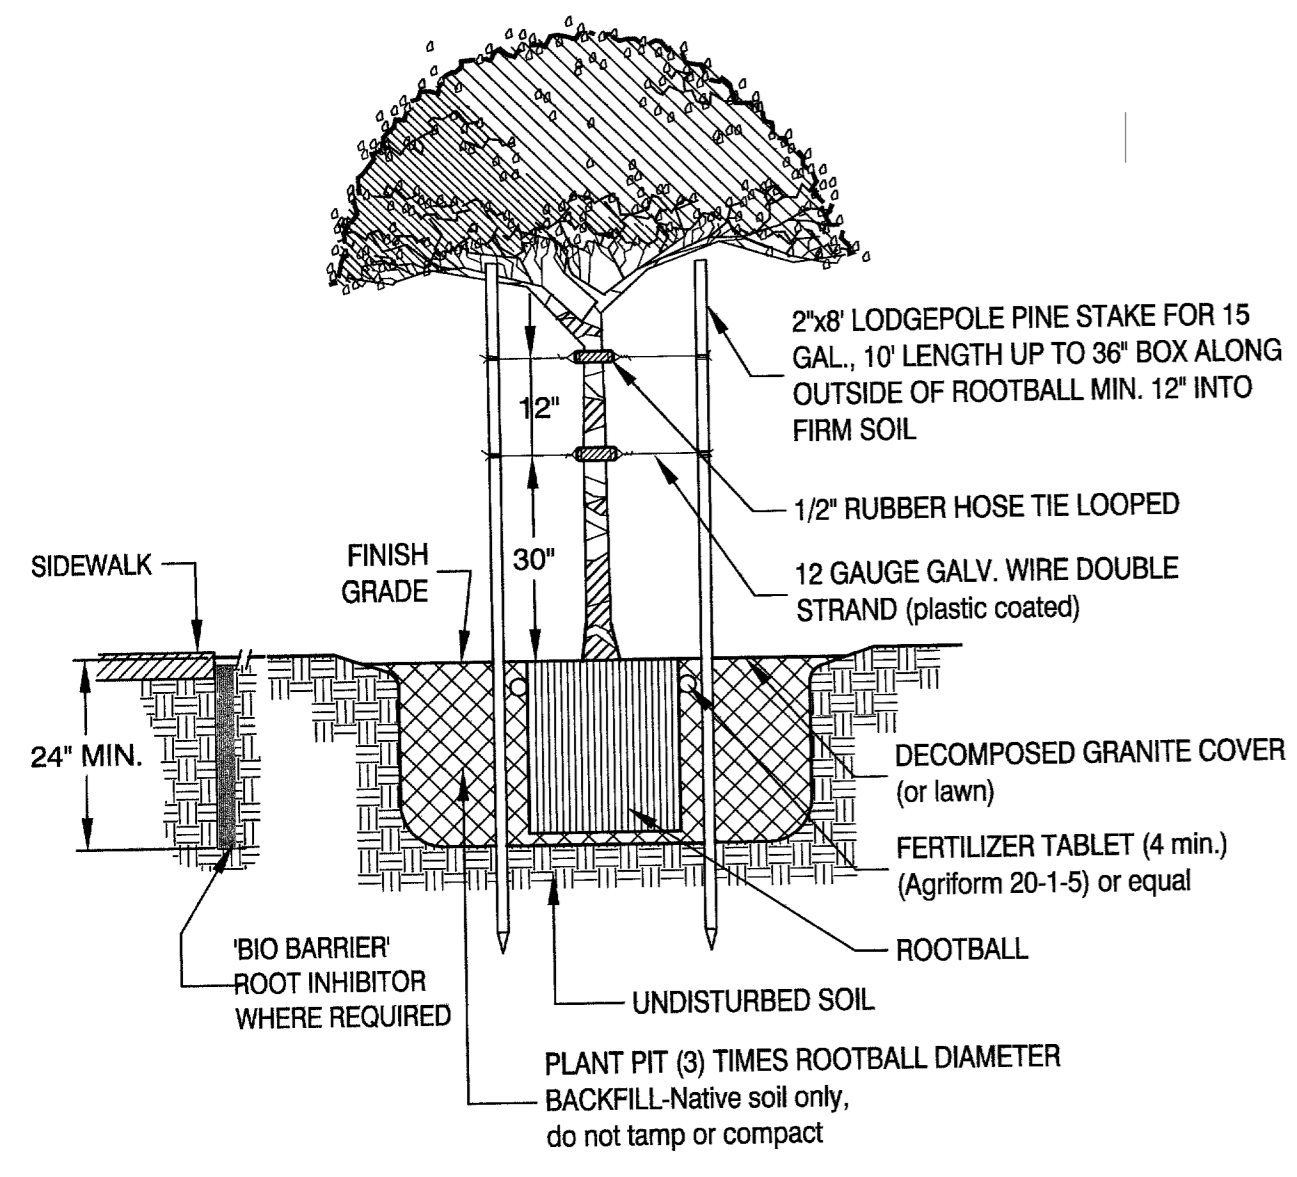 2"x8' LODGEPOLE PINE STAKE FOR 15
GAL., 10' LENGTH UP TO 36" BOX ALONG
OUTSIDE OF ROOTBALL MIN. 12" INTO
FIRM SOIL
12"
1/2" RUBBER HOSE TIE LOOPED
SIDEWALK
FINISH
GRADE
30"
12 GAUGE GALV. WIRE DOUBLE
STRAND (plastic coated)
24" MIN.
DECOMPOSED GRANITE COVER
(or lawn)
FERTILIZER TABLET (4 min.)
(Agriform 20-1-5) or equal
ROOTBALL
'BIO BARRIER'
ROOT INHIBITOR
WHERE REQUIRED
UNDISTURBED SOIL
PLANT PIT (3) TIMES ROOTBALL DIAMETER
BACKFILL-Native soil only,
do not tamp or compact